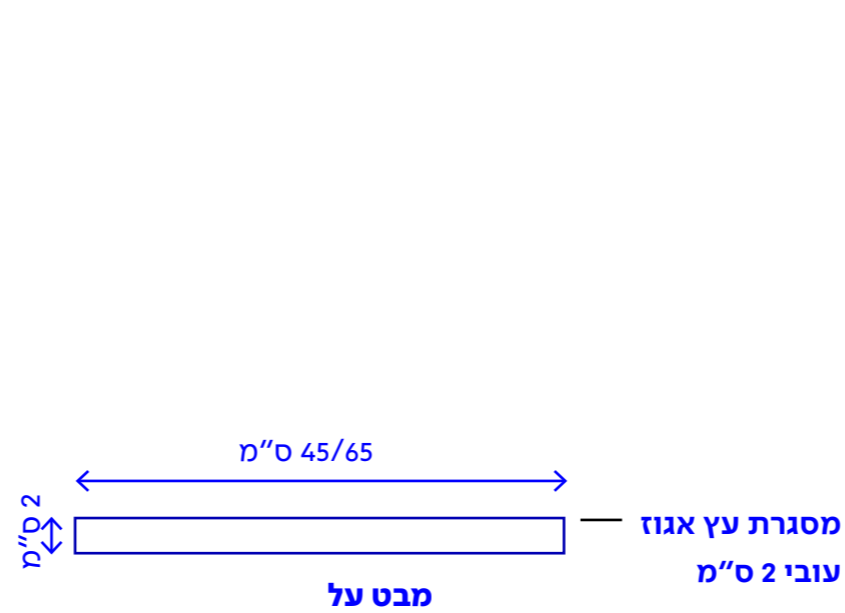 45/65 ס״מ
2 ס״מ
מסגרת עץ אגוז
עובי 2 ס״מ
מבט על